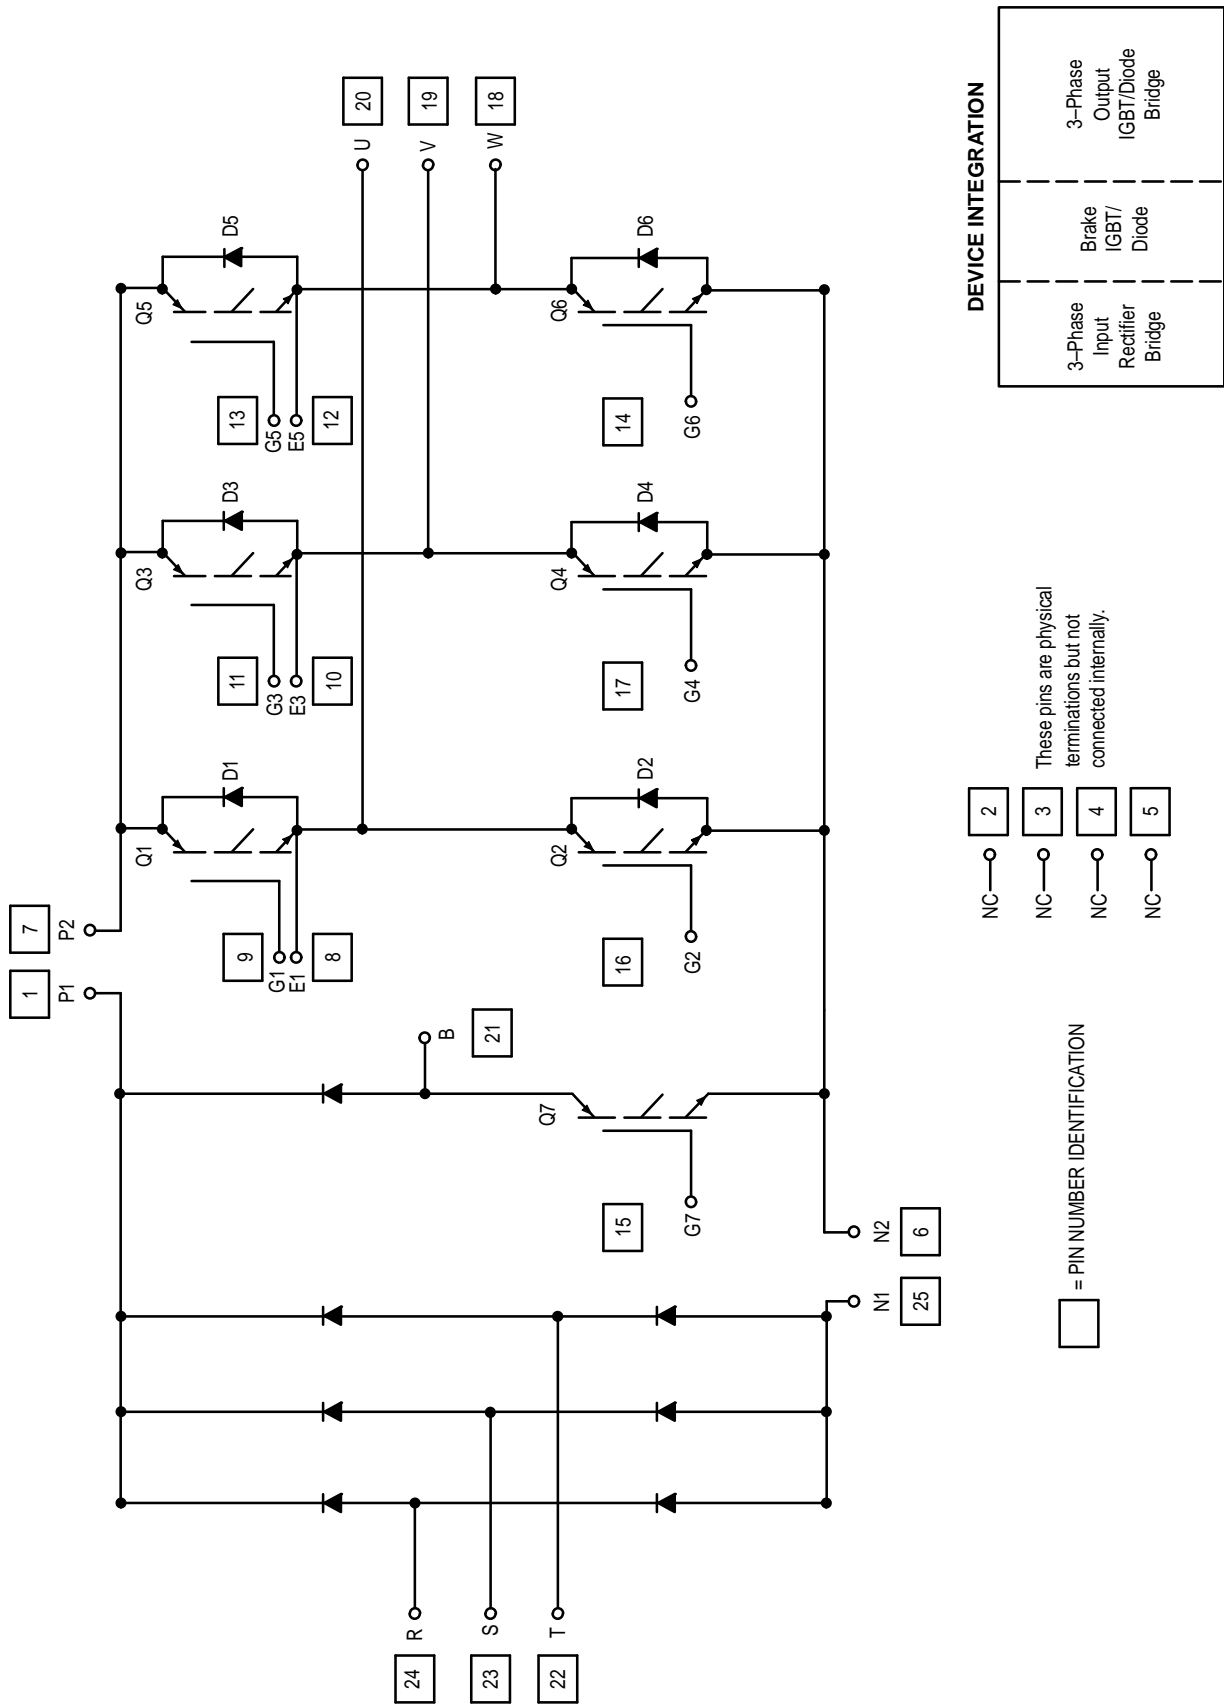 1
P1
7
P2
Q1
D1
Q3
D3
Q5
D5
9
G1
E1
8
11
G3
E3
10
13
G5
E5
12
U
20
V
19
W
18
B
21
24
R
23
S
22
T
Q7
15
G7
Q2
D2
16
G2
Q4
D4
17
G4
Q6
D6
14
G6
N1
25
N2
6
= PIN NUMBER IDENTIFICATION
NC
2
NC
3
NC
4
NC
5
These pins are physical
terminations but not
connected internally.
DEVICE INTEGRATION
3–Phase
Input
Rectifier
Bridge
Brake
IGBT/
Diode
3–Phase
Output
IGBT/Diode
Bridge